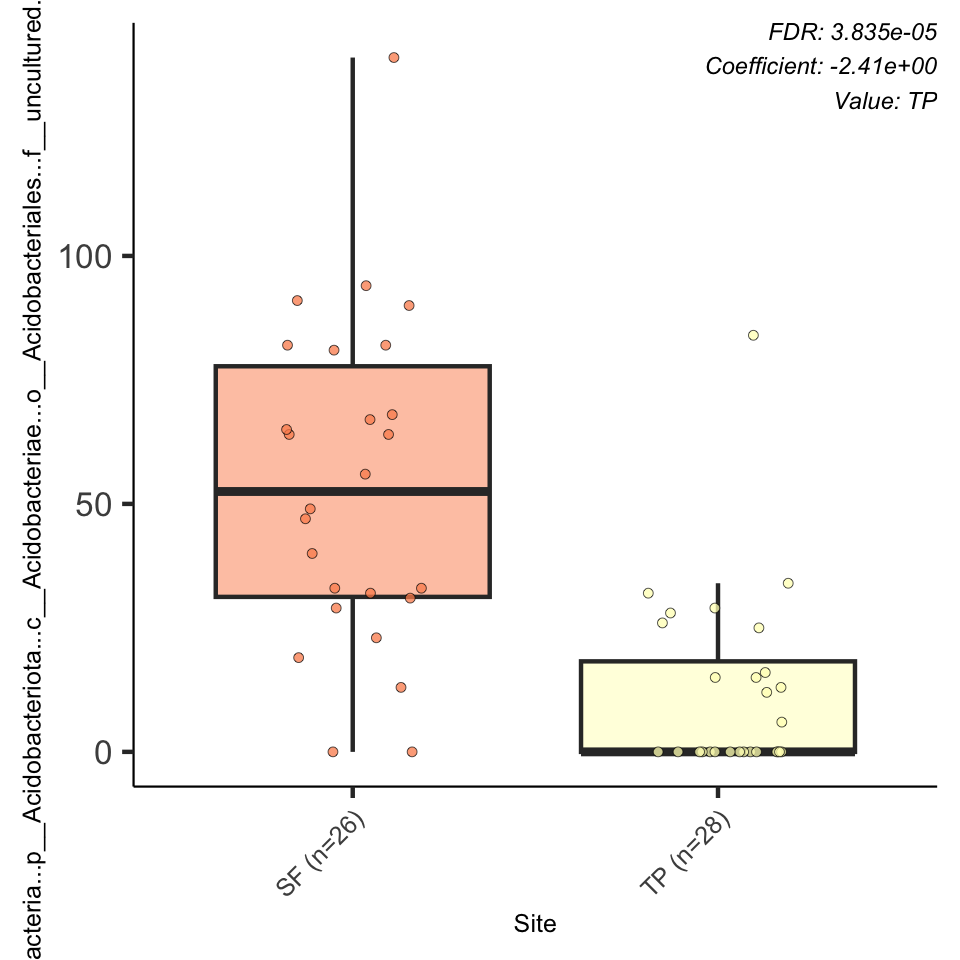 FDR: 3.835e-05
Coefficient: -2.41e+00
Value: TP
acteria...p__Acidobacteriota...c__Acidobacteriae...o__Acidobacteriales...f__uncultured.
100
50
0
SF (n=26)
TP (n=28)
Site